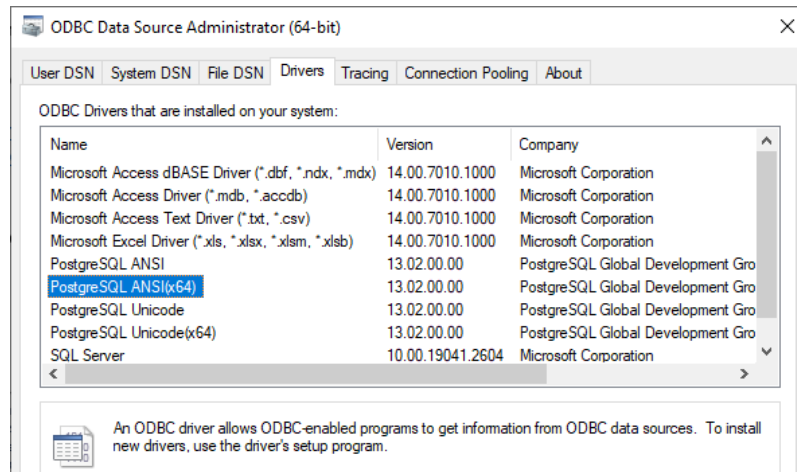 ODBC Data Source Administrator (64-bit)
User DSN System DSN File DSN Drivers Tracing Connection Pooling About
ODBC Drivers that are installed on your system:
Name Version Company
Microsoft Access dBASE Driver (*.dbf, *.ndx, *.mdx) 14.00.7010.1000 Microsoft Corporation
Microsoft Access Driver (*.mdb, *.accdb) 14.00.7010.1000 Microsoft Corporation
Microsoft Access Text Driver (*.txt, *.csv) 14.00.7010.1000 Microsoft Corporation
Microsoft Excel Driver (*.xls, *.xlsx, *.xlsm, *.xlsb) 14.00.7010.1000 Microsoft Corporation
PostgreSQL ANSI 13.02.00.00 PostgreSQL Global Development Gro
PostgreSQL ANSI(x64) 13.02.00.00 PostgreSQL Global Development Gro
PostgreSQL Unicode 13.02.00.00 PostgreSQL Global Development Gro
PostgreSQL Unicode(x64) 13.02.00.00 PostgreSQL Global Development Gro
SQL Server 10.00.19041.2604 Microsoft Corporation
An ODBC driver allows ODBC-enabled programs to get information from ODBC data sources. To install
new drivers, use the driver's setup program.